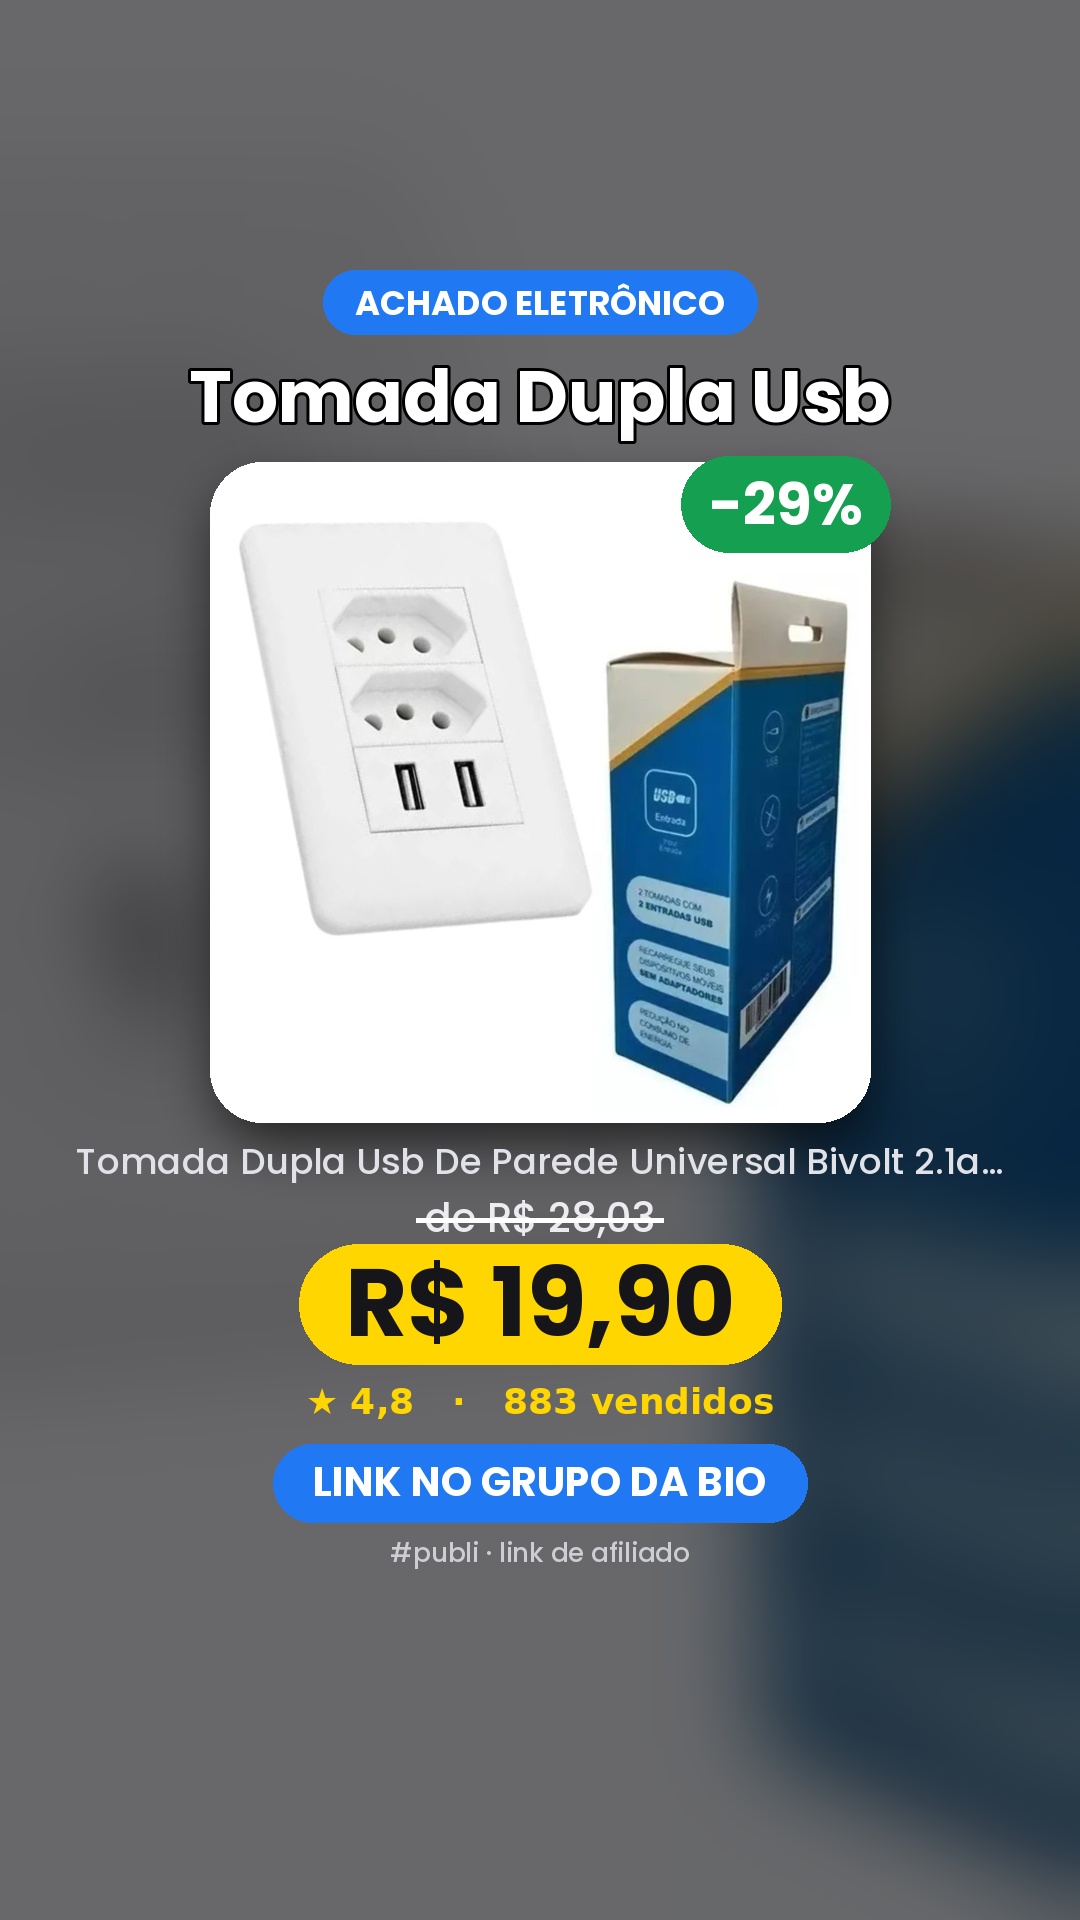 ACHADO ELETRÔNICO
Tomada Dupla Usb
-29%
USB
Entrada
2 TOMADAS COM
2 ENTRADAS USB
RECARREGUE SEUS
DISPOSITIVOS MÓVEIS
SEM ADAPTADORES
REDUÇÃO NO
CONSUMO DE
ENERGIA
USB
Tomada Dupla Usb De Parede Universal Bivolt 2.1a...
de R$ 28,03
R$ 19,90
★ 4,8 · 883 vendidos
LINK NO GRUPO DA BIO
#publi · link de afiliado